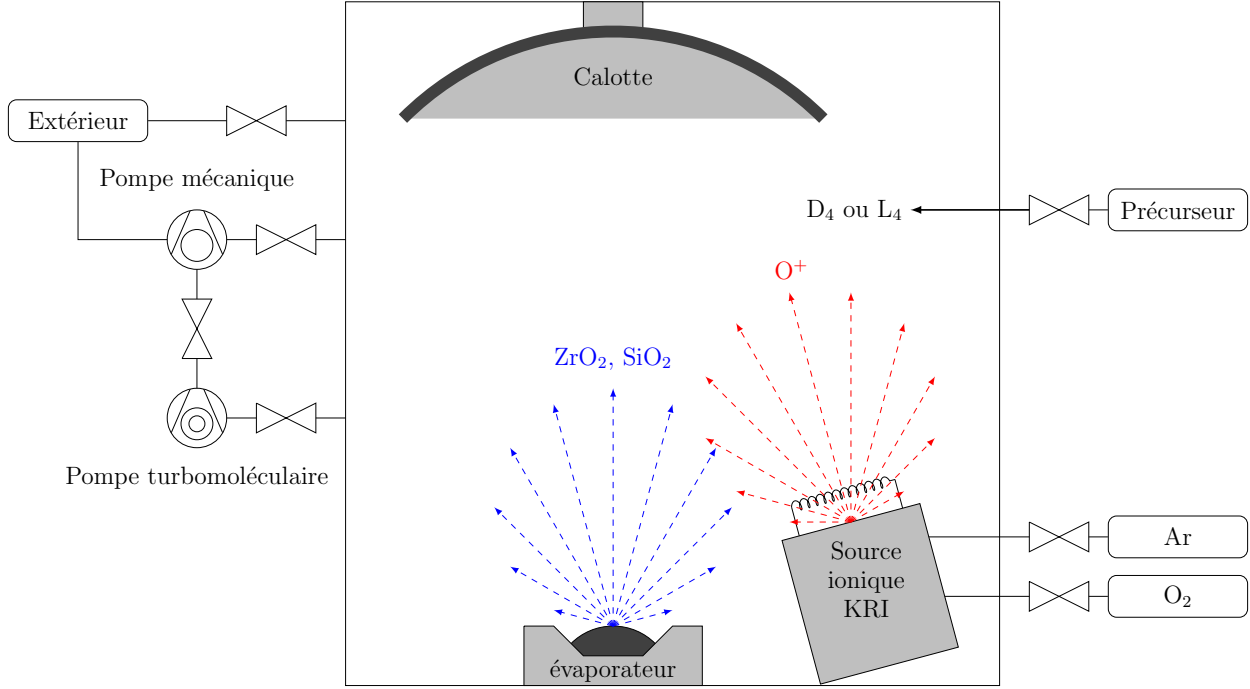 Calotte
Extérieur
Pompe mécanique
D₄ ou L₄
Précurseur
O⁺
ZrO₂, SiO₂
Pompe turbomoléculaire
Source
ionique
KRI
Ar
O₂
évaporateur